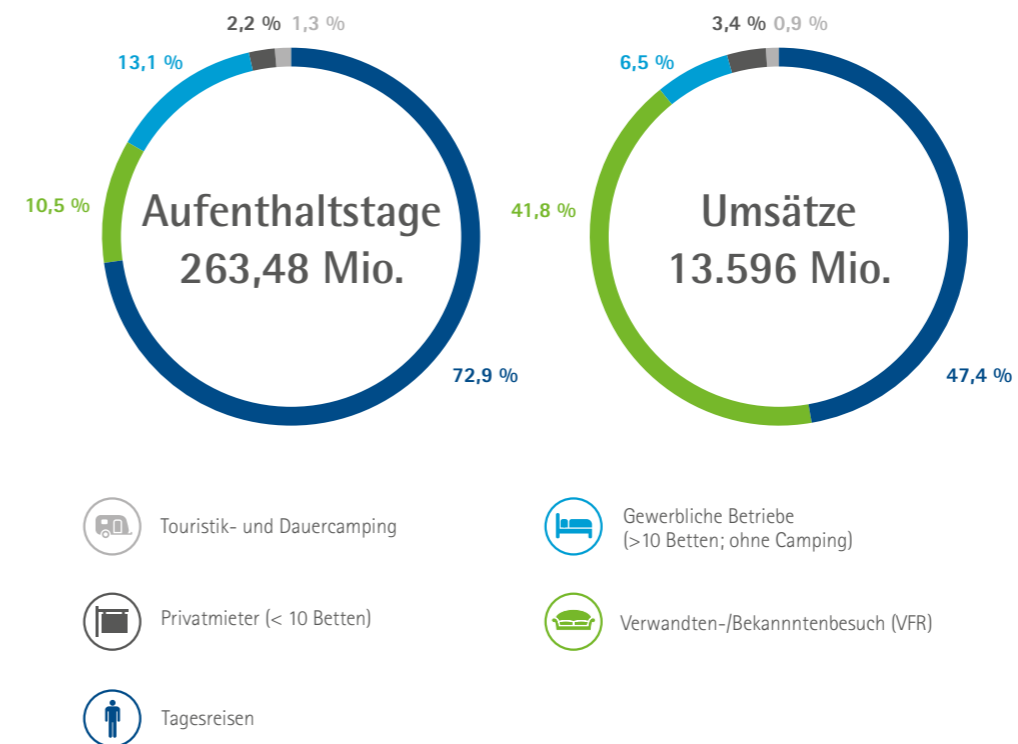 2,2 % 1,3 %
13,1 %
10,5 %
Aufenthaltstage
263,48 Mio.
72,9 %
3,4 % 0,9 %
6,5 %
41,8 %
Umsätze
13.596 Mio.
47,4 %
Touristik- und Dauercamping
Gewerbliche Betriebe
(>10 Betten; ohne Camping)
Privatmieter (< 10 Betten)
Verwandten-/Bekannntenbesuch (VFR)
Tagesreisen